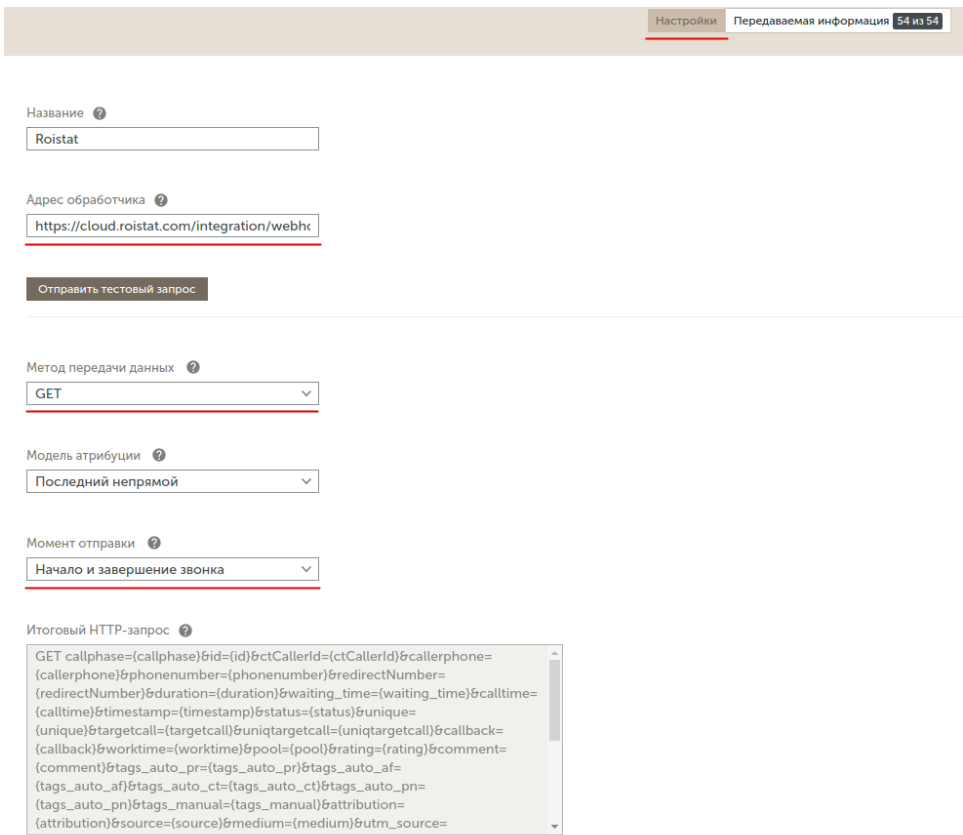 Настройки Передаваемая информация 54 из 54
Название ?
Roistat
Адрес обработчика ?
https://cloud.roistat.com/integration/webho
Отправить тестовый запрос
Метод передачи данных ?
GET
Модель атрибуции ?
Последний непрямой
Момент отправки ?
Начало и завершение звонка
Итоговый HTTP-запрос ?
GET callphase={callphase}&id={id}&ctCallerId={ctCallerId}&callerphone=
{callerphone}&phonenumber={phonenumber}&redirectNumber=
{redirectNumber}&duration={duration}&waiting_time={waiting_time}&calltime=
{calltime}&timestamp={timestamp}&status={status}&unique=
{unique}&targetcall={targetcall}&uniqtargetcall={uniqtargetcall}&callback=
{callback}&worktime={worktime}&pool={pool}&rating={rating}&comment=
{comment}&tags_auto_pr={tags_auto_pr}&tags_auto_af=
{tags_auto_af}&tags_auto_ct={tags_auto_ct}&tags_auto_pn=
{tags_auto_pn}&tags_manual={tags_manual}&attribution=
{attribution}&source={source}&medium={medium}&utm_source=